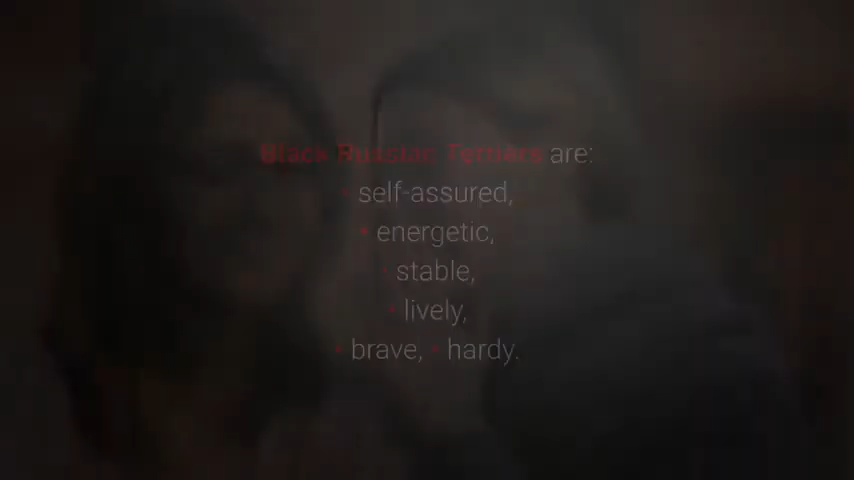 Black Russian Terriers are:
• self-assured,
• energetic,
• stable,
• lively,
• brave, • hardy.